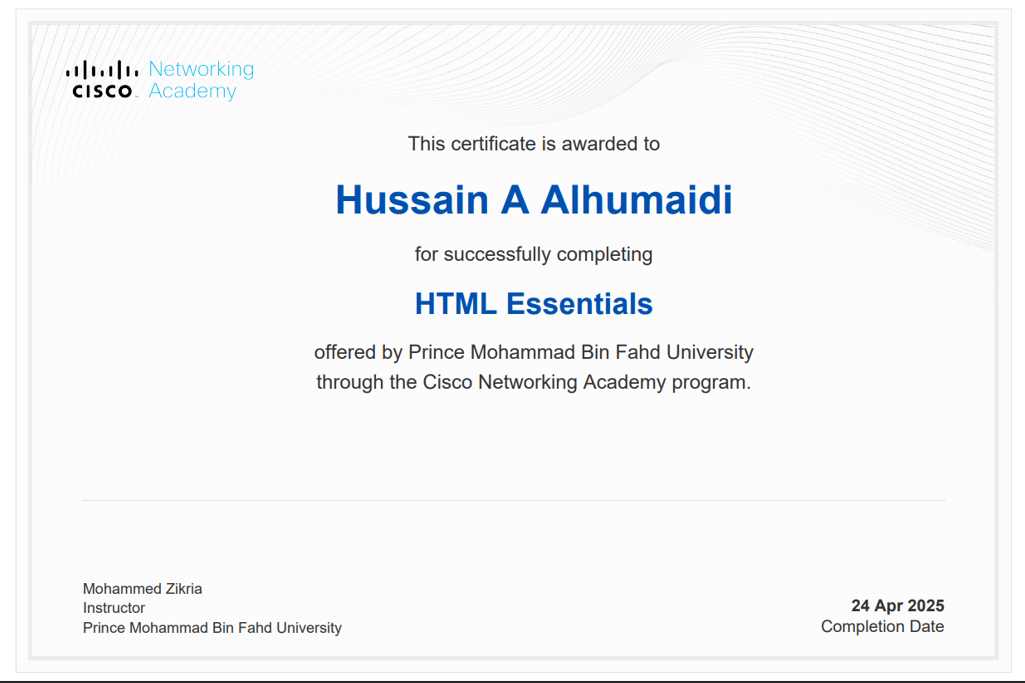 CISCO
Networking
Academy
This certificate is awarded to
Hussain A Alhumaidi
for successfully completing
HTML Essentials
offered by Prince Mohammad Bin Fahd University
through the Cisco Networking Academy program.
Mohammed Zikria
Instructor
Prince Mohammad Bin Fahd University
24 Apr 2025
Completion Date